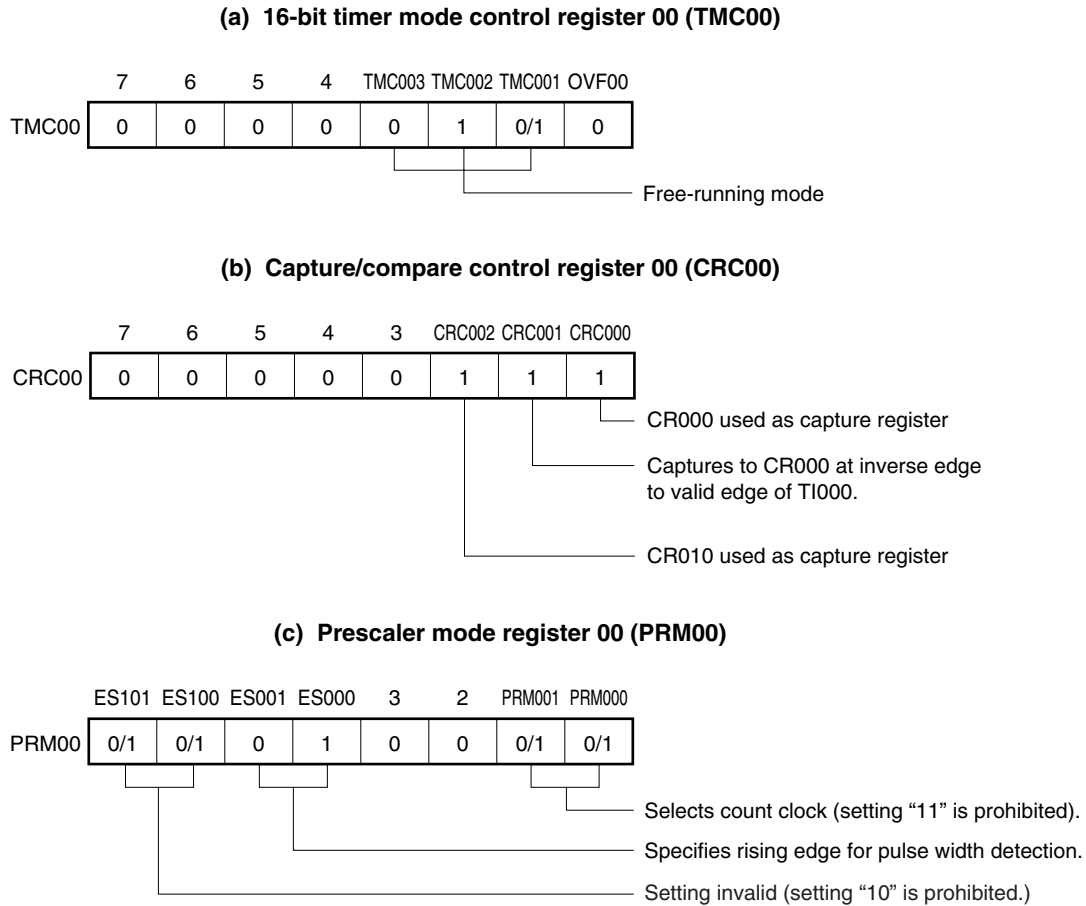 (a) 16-bit timer mode control register 00 (TMC00)
7 6 5 4 TMC003 TMC002 TMC001 OVF00
TMC00 0 0 0 0 0 1 0/1 0
Free-running mode
(b) Capture/compare control register 00 (CRC00)
7 6 5 4 3 CRC002 CRC001 CRC000
CRC00 0 0 0 0 0 1 1 1
CR000 used as capture register
Captures to CR000 at inverse edge
to valid edge of TI000.
CR010 used as capture register
(c) Prescaler mode register 00 (PRM00)
ES101 ES100 ES001 ES000 3 2 PRM001 PRM000
PRM00 0/1 0/1 0 1 0 0 0/1 0/1
Selects count clock (setting “11” is prohibited).
Specifies rising edge for pulse width detection.
Setting invalid (setting “10” is prohibited.)